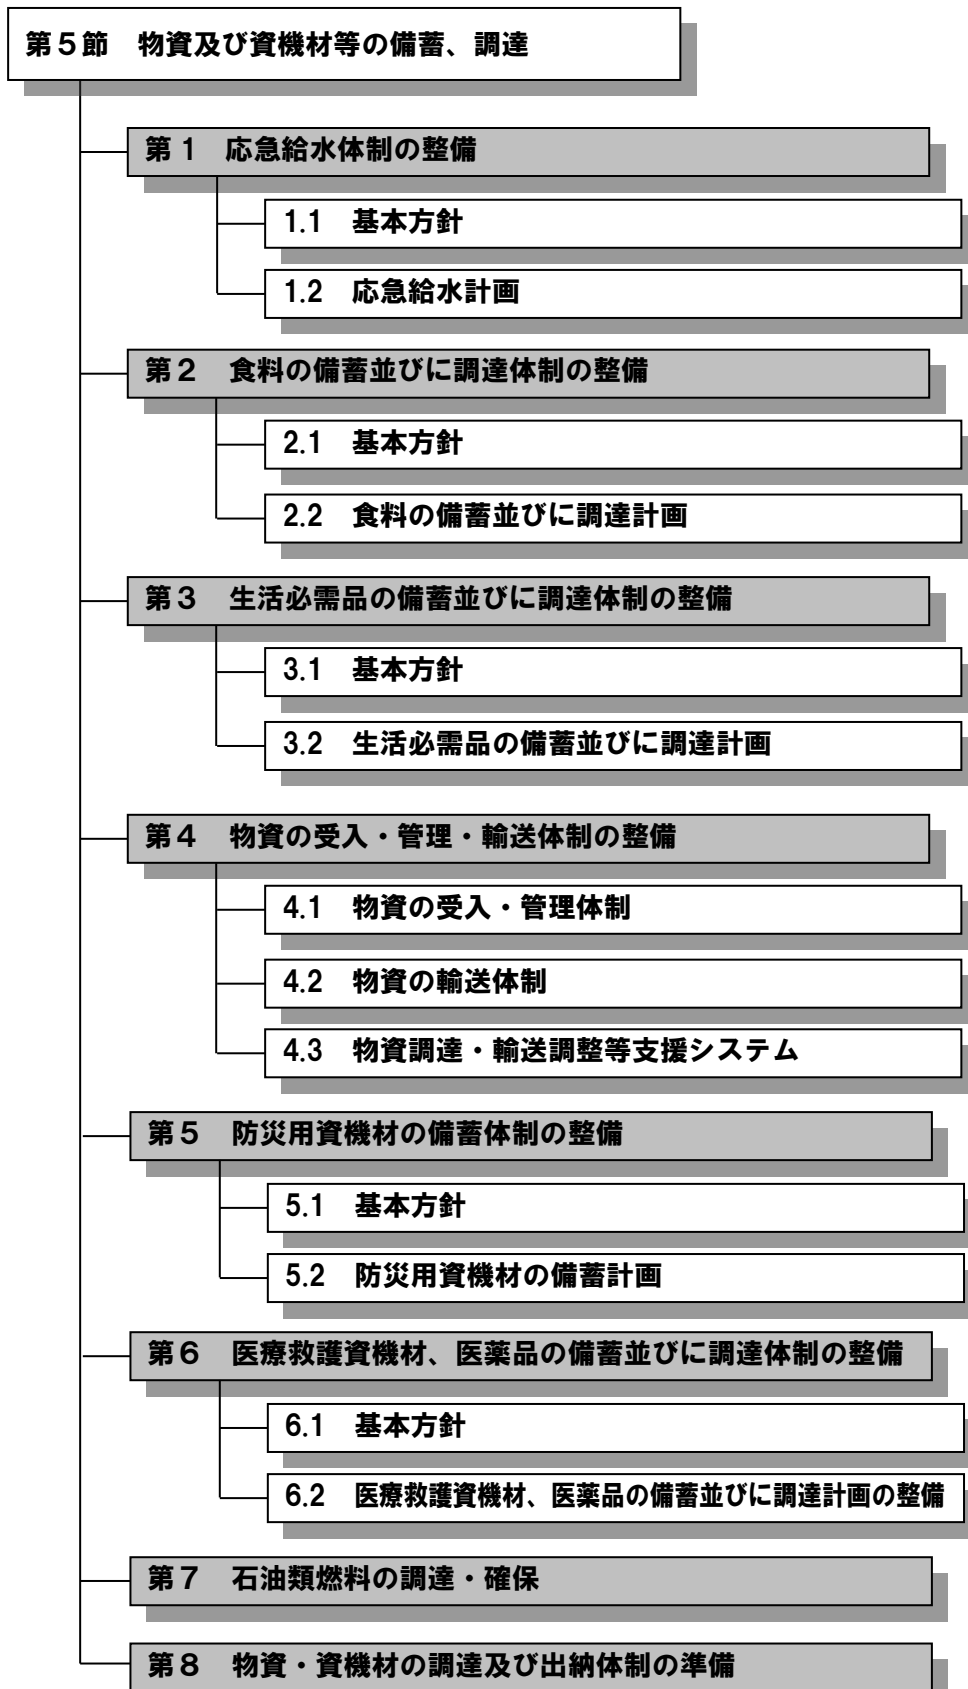 第５節　物資及び資機材等の備蓄、調達
第１　応急給水体制の整備
1.1　基本方針
1.2　応急給水計画
第２　食料の備蓄並びに調達体制の整備
2.1　基本方針
2.2　食料の備蓄並びに調達計画
第３　生活必需品の備蓄並びに調達体制の整備
3.1　基本方針
3.2　生活必需品の備蓄並びに調達計画
第４　物資の受入・管理・輸送体制の整備
4.1　物資の受入・管理体制
4.2　物資の輸送体制
4.3　物資調達・輸送調整等支援システム
第５　防災用資機材の備蓄体制の整備
5.1　基本方針
5.2　防災用資機材の備蓄計画
第６　医療救護資機材、医薬品の備蓄並びに調達体制の整備
6.1　基本方針
6.2　医療救護資機材、医薬品の備蓄並びに調達計画の整備
第７　石油類燃料の調達・確保
第８　物資・資機材の調達及び出納体制の準備